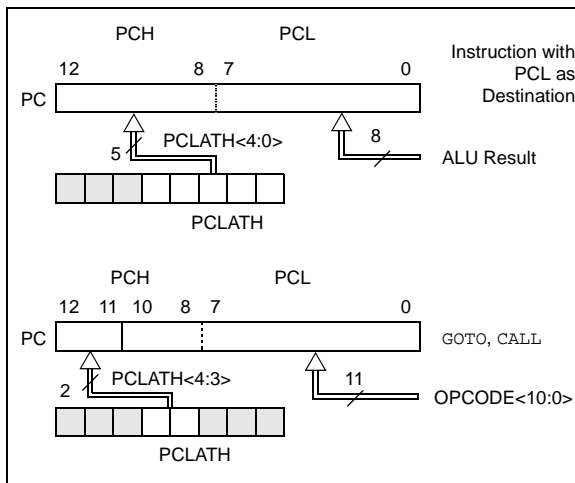 PCH PCL
12 8 7 0
Instruction with
PCL as
Destination
PC
5 PCLATH<4:0>
8
ALU Result
PCLATH
PCH PCL
12 11 10 8 7 0
PC
GOTO, CALL
2 PCLATH<4:3>
11
OPCODE<10:0>
PCLATH